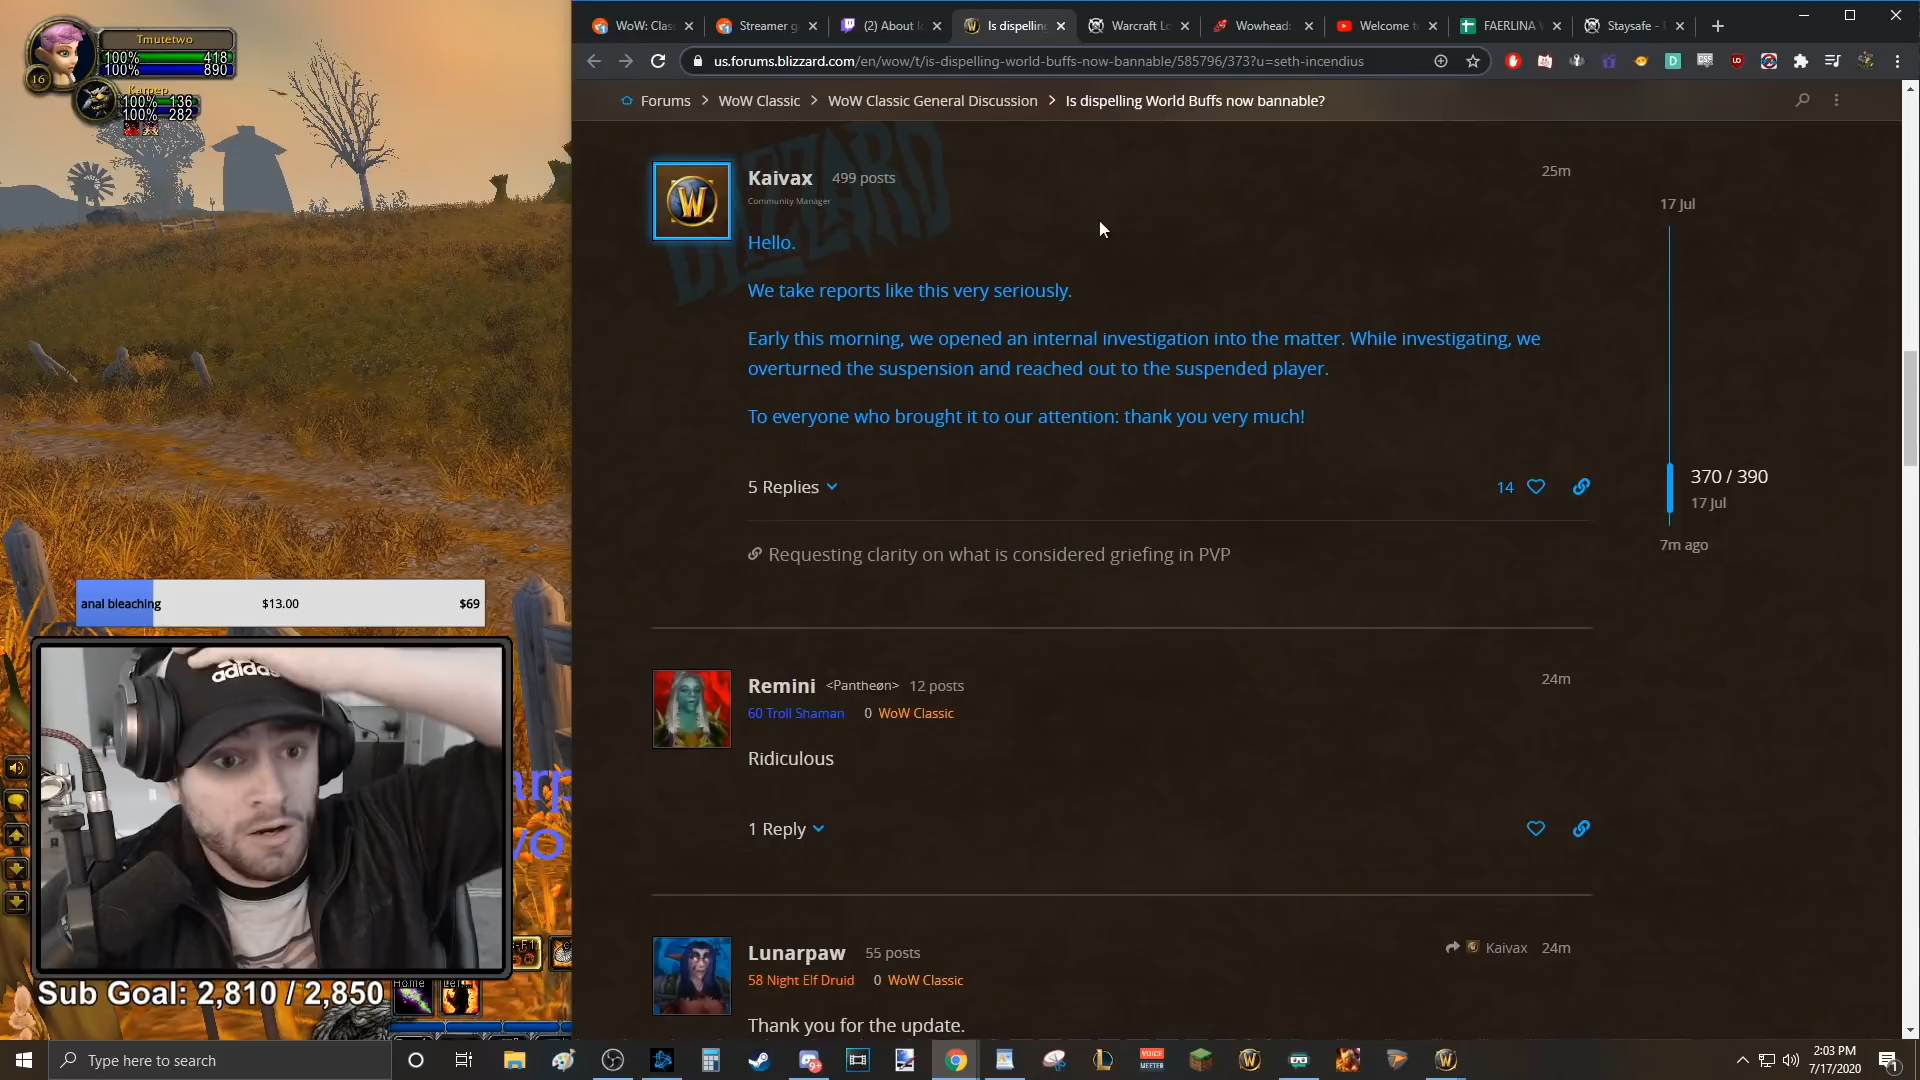 Tmutetwo
100% 418
100% 890
16
Karpep
100% 136
100% 282
WoW: Clas
Streamer g
(2) About
Is dispellin
Warcraft Lo
Wowhead:
Welcome t
FAERLINA
Staysafe -
us.forums.blizzard.com/en/wow/t/is-dispelling-world-buffs-now-bannable/585796/373?u=seth-incendius
Forums > WoW Classic > WoW Classic General Discussion > Is dispelling World Buffs now bannable?
BLIZZARD
Kaivax 499 posts 25m
Community Manager
Hello.
We take reports like this very seriously.
Early this morning, we opened an internal investigation into the matter. While investigating, we
overturned the suspension and reached out to the suspended player.
To everyone who brought it to our attention: thank you very much!
5 Replies 14
Requesting clarity on what is considered griefing in PVP
17 Jul
370 / 390
17 Jul
7m ago
Remini <Pantheøn> 12 posts 24m
60 Troll Shaman 0 WoW Classic
Ridiculous
1 Reply
Lunarpaw 55 posts Kaivax 24m
58 Night Elf Druid 0 WoW Classic
Thank you for the update.
anal bleaching $13.00 $69
adidas
Sub Goal: 2,810 / 2,850
Home
Type here to search
VOICE
MEETER
2:03 PM
7/17/2020